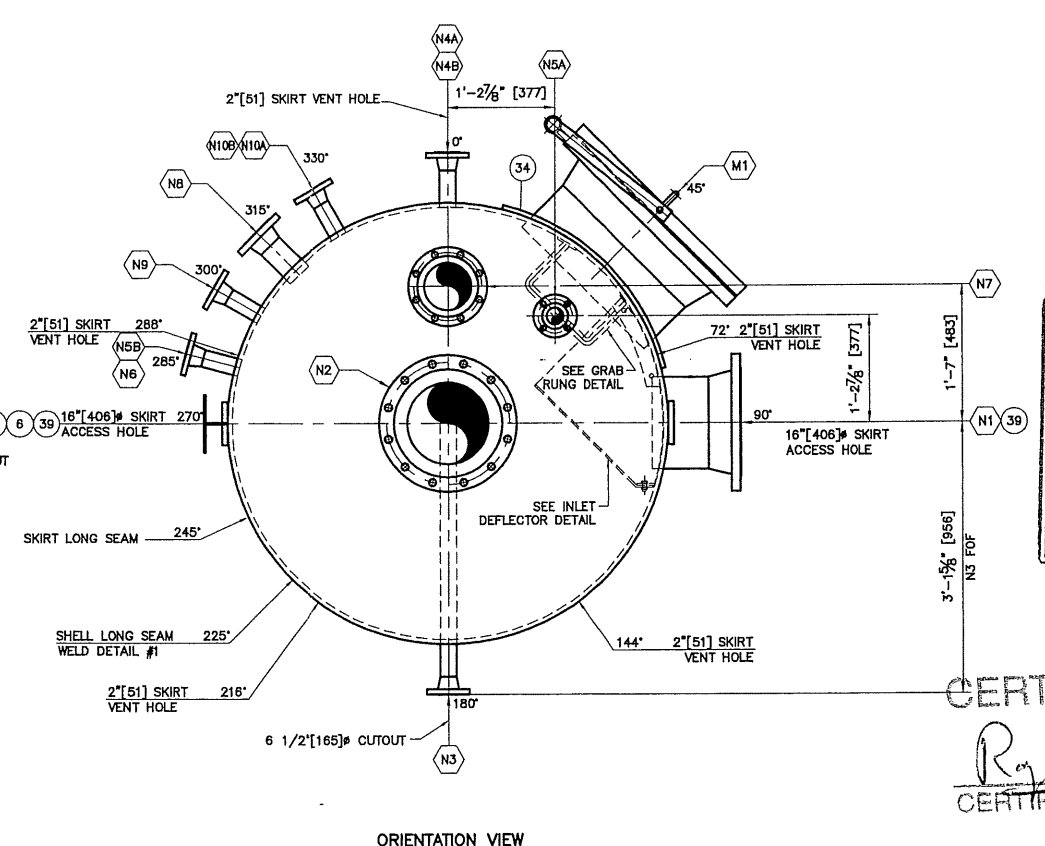 N4A
N4B
N5A
1'-2⅞" [377]
2"[51] SKIRT VENT HOLE
0°
N10B N10A
330°
34
M1
45°
N8
315°
N9
300°
N7
2"[51] SKIRT 288°
VENT HOLE
N5B
285°
N6
72° 2"[51] SKIRT
VENT HOLE
1'-2⅞" [377]
1'-7" [483]
N2
SEE GRAB
RUNG DETAIL
6 39 16"[406]ø SKIRT 270°
ACCESS HOLE
90°
N1 39
16"[406]ø SKIRT
ACCESS HOLE
SEE INLET
DEFLECTOR DETAIL
SKIRT LONG SEAM 245°
3'-1⅝" [956]
N3 FOF
SHELL LONG SEAM 225°
WELD DETAIL #1
144° 2"[51] SKIRT
VENT HOLE
2"[51] SKIRT 216°
VENT HOLE
180°
6 1/2"[165]ø CUTOUT
N3
CERT
CERTIF
ORIENTATION VIEW